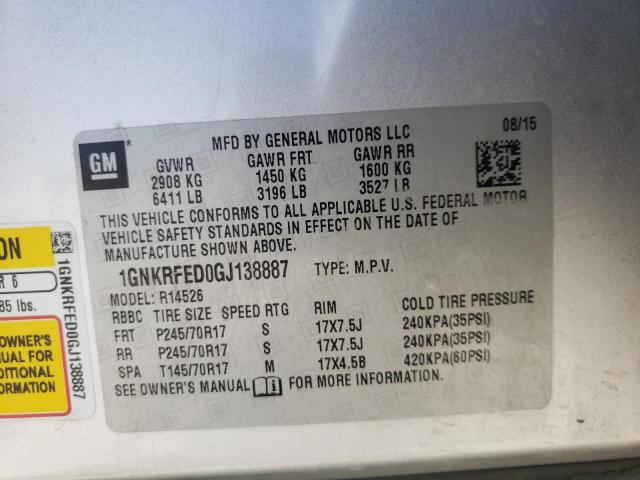 MFD BY GENERAL MOTORS LLC
08/15
GM
GVWR GAWR FRT GAWR RR
2908 KG 1450 KG 1600 KG
6411 LB 3196 LB 3527 LB
THIS VEHICLE CONFORMS TO ALL APPLICABLE U.S. FEDERAL MOTOR
VEHICLE SAFETY STANDARDS IN EFFECT ON THE DATE OF
MANUFACTURE SHOWN ABOVE.
1GNKRFED0GJ138887 TYPE: M.P.V.
MODEL: R14526
RBBC TIRE SIZE SPEED RTG RIM COLD TIRE PRESSURE
FRT P245/70R17 S 17X7.5J 240KPA(35PSI)
RR P245/70R17 S 17X7.5J 240KPA(35PSI)
SPA T145/70R17 M 17X4.5B 420KPA(60PSI)
SEE OWNER'S MANUAL FOR MORE INFORMATION.
ON
R 6
85 lbs.
OWNER'S
MANUAL FOR
DITIONAL
ORMATION
1GNKRFED0GJ138887